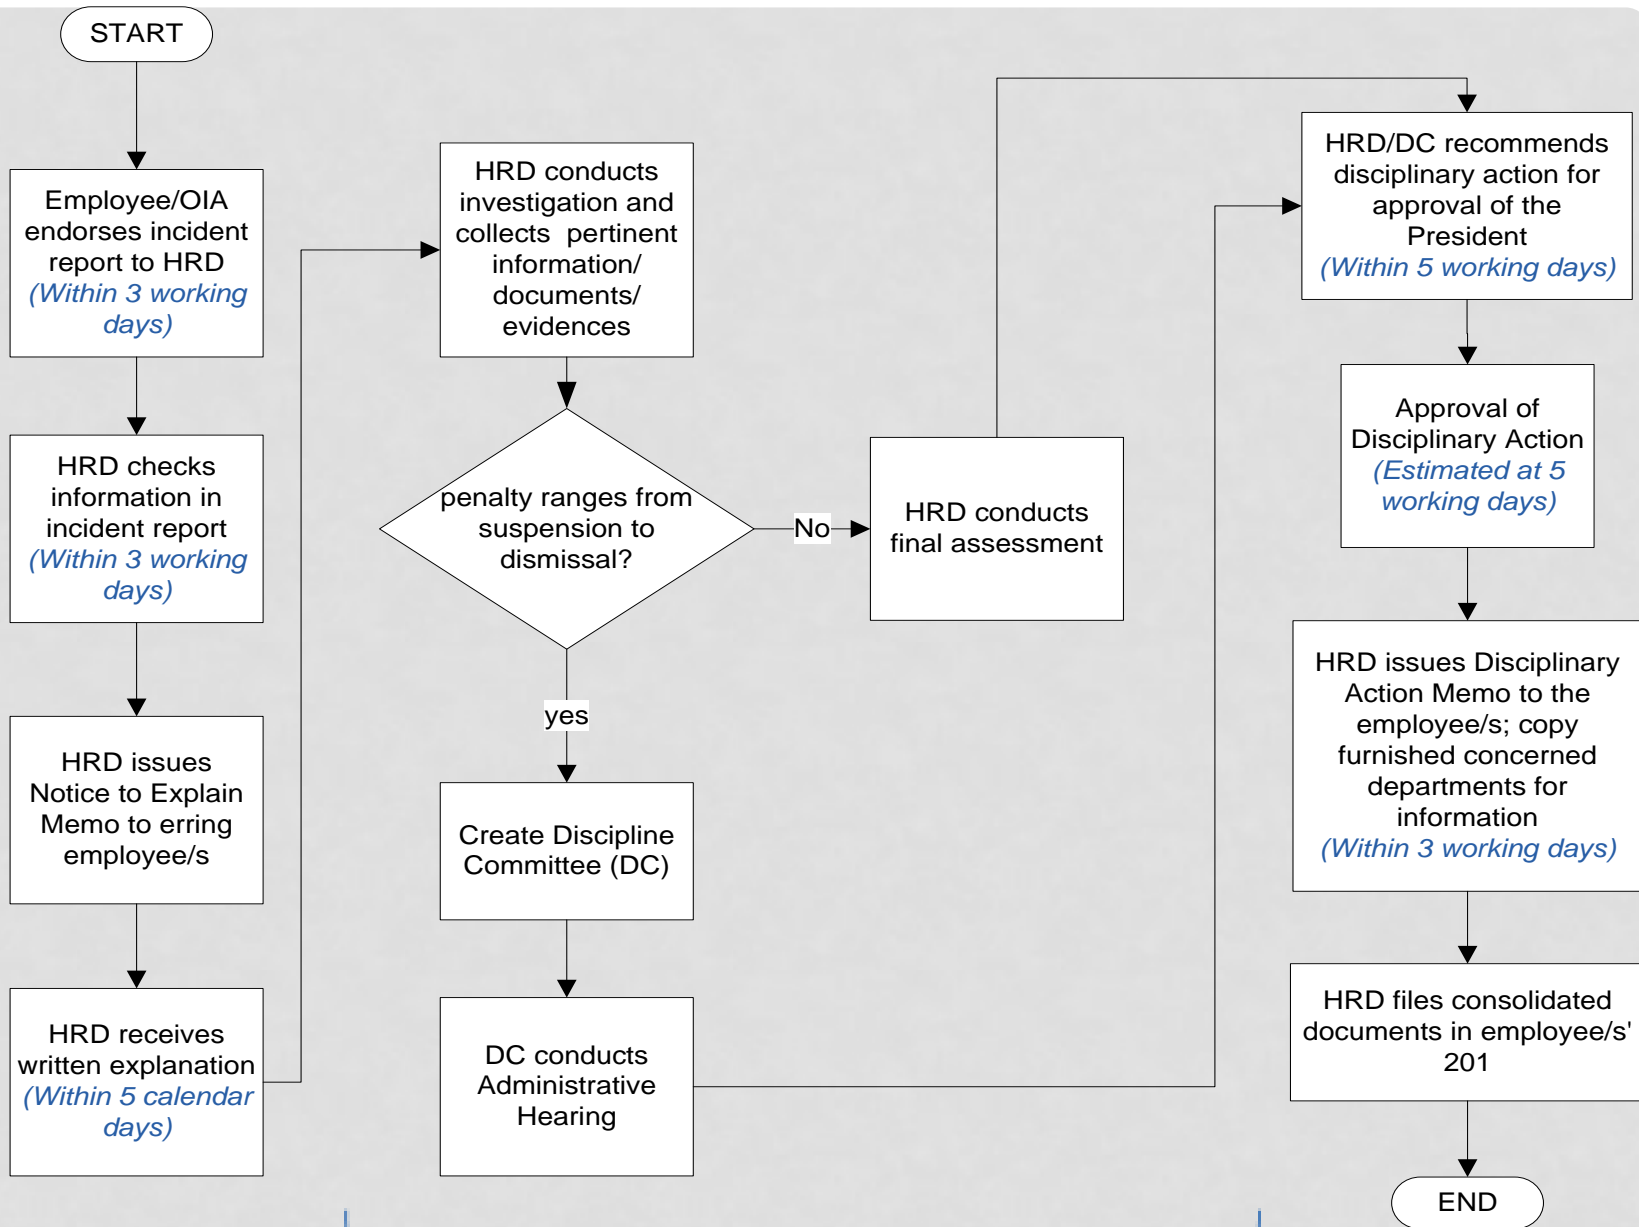 START
Employee/OIA
endorses incident
report to HRD
(Within 3 working
days)
HRD checks
information in
incident report
(Within 3 working
days)
HRD issues
Notice to Explain
Memo to erring
employee/s
HRD receives
written explanation
(Within 5 calendar
days)
HRD conducts
investigation and
collects pertinent
information/
documents/
evidences
penalty ranges from
suspension to
dismissal?
No
HRD conducts
final assessment
yes
Create Discipline
Committee (DC)
DC conducts
Administrative
Hearing
HRD/DC recommends
disciplinary action for
approval of the
President
(Within 5 working days)
Approval of
Disciplinary Action
(Estimated at 5
working days)
HRD issues Disciplinary
Action Memo to the
employee/s; copy
furnished concerned
departments for
information
(Within 3 working days)
HRD files consolidated
documents in employee/s'
201
END